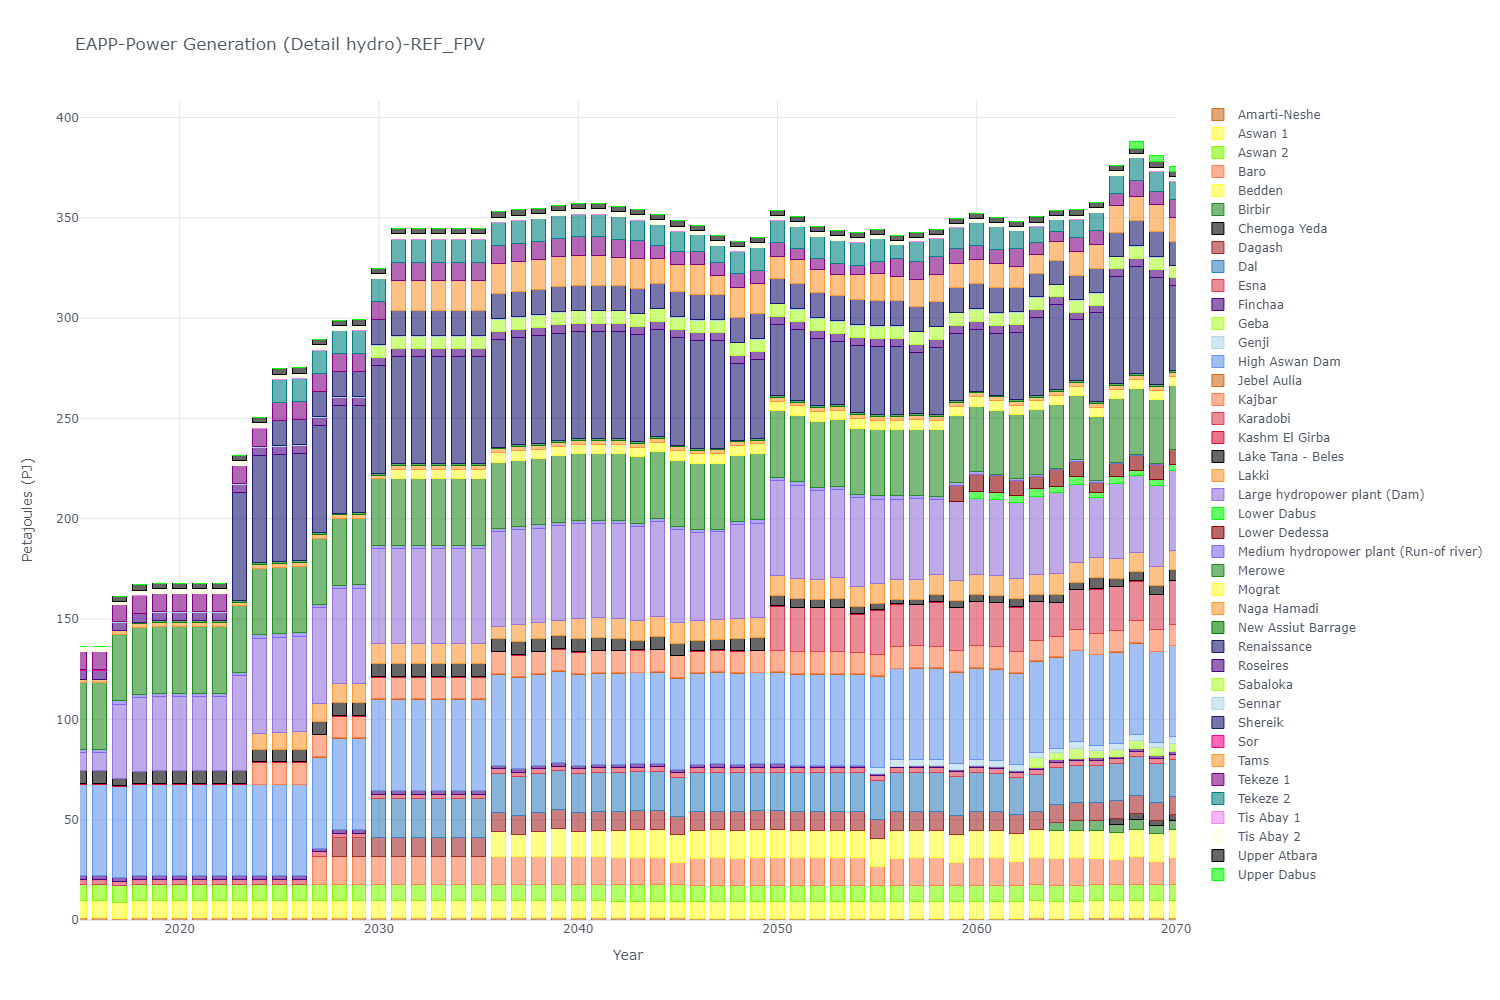 EAPP-Power Generation (Detail hydro)-REF_FPV
400
350
300
250
200
150
100
50
0
Petajoules (PJ)
2020
2030
2040
2050
2060
2070
Year
Amarti-Neshe
Aswan 1
Aswan 2
Baro
Bedden
Birbir
Chemoga Yeda
Dagash
Dal
Esna
Finchaa
Geba
Genji
High Aswan Dam
Jebel Aulia
Kajbar
Karadobi
Kashm El Girba
Lake Tana - Beles
Lakki
Large hydropower plant (Dam)
Lower Dabus
Lower Dedessa
Medium hydropower plant (Run-of river)
Merowe
Mograt
Naga Hamadi
New Assiut Barrage
Renaissance
Roseires
Sabaloka
Sennar
Shereik
Sor
Tams
Tekeze 1
Tekeze 2
Tis Abay 1
Tis Abay 2
Upper Atbara
Upper Dabus